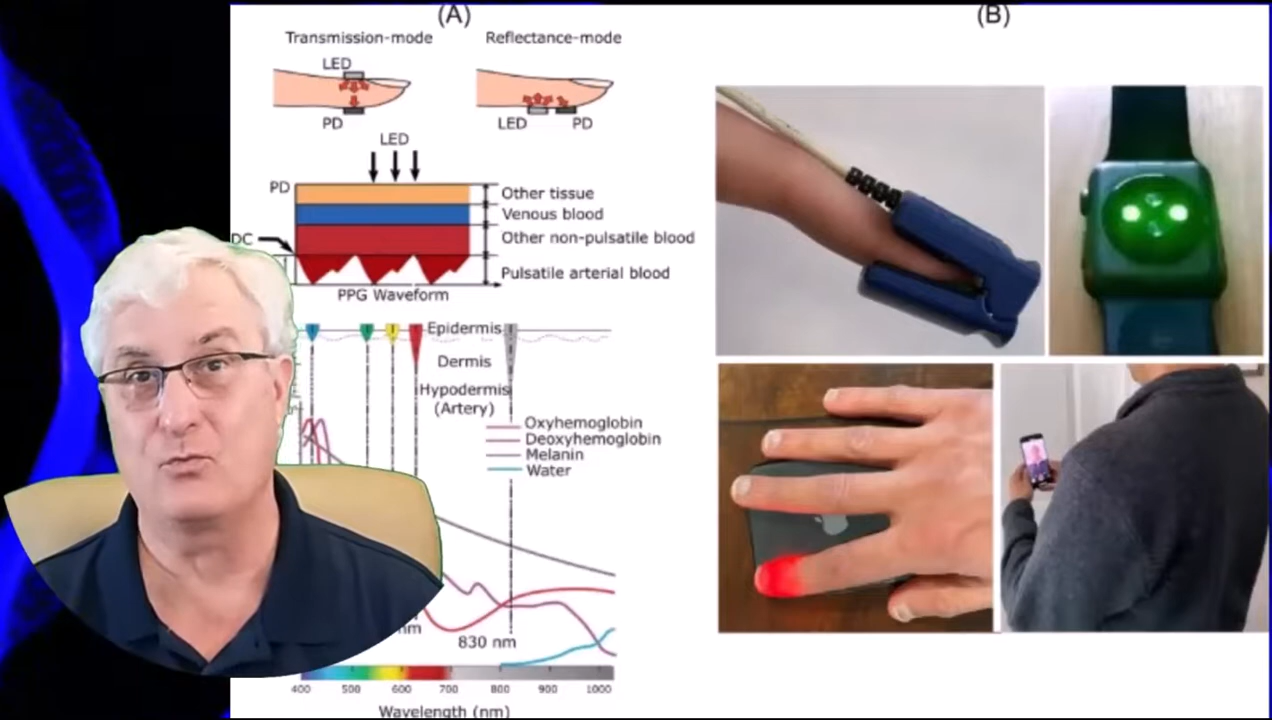 (A)
Transmission-mode
Reflectance-mode
LED
PD
LED
PD
LED
PD
Other tissue
Venous blood
Other non-pulsatile blood
DC
Pulsatile arterial blood
PPG Waveform
Epidermis
Dermis
Hypodermis
(Artery)
Oxyhemoglobin
Deoxyhemoglobin
Melanin
Water
nm
830 nm
400 500 600 700 800 900 1000
Wavelength (nm)
(B)